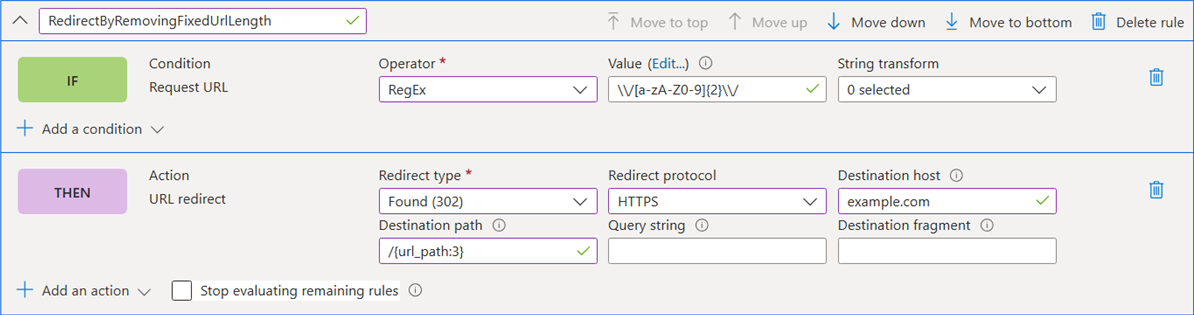 RedirectByRemovingFixedUrlLength Move to top Move up Move down Move to bottom Delete rule
IF Condition Request URL Operator * RegEx Value (Edit...) \\/[a-zA-Z0-9]{2}\\/ String transform 0 selected
Add a condition
THEN Action URL redirect Redirect type * Found (302) Redirect protocol HTTPS Destination host example.com
Destination path /{url_path:3} Query string Destination fragment
Add an action Stop evaluating remaining rules